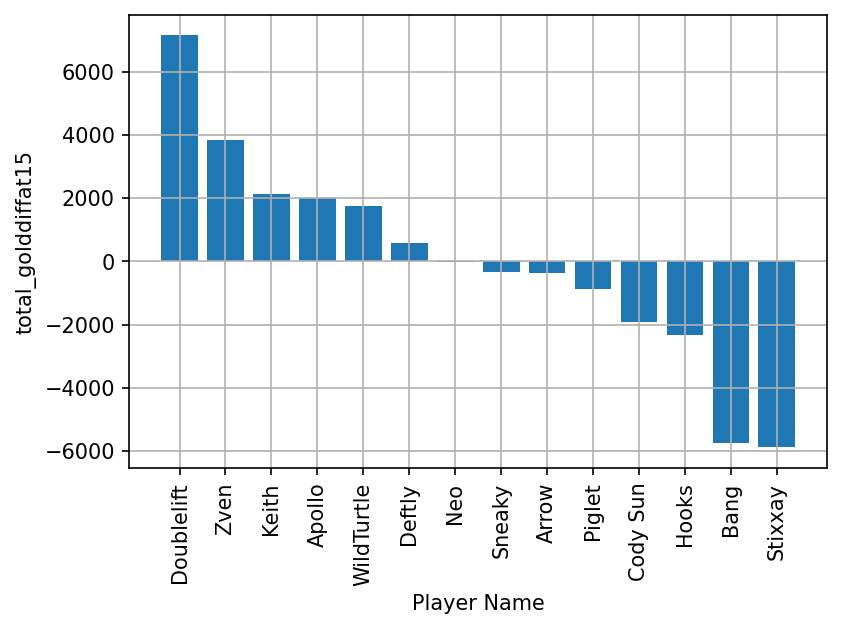 total_golddiffat15
6000
4000
2000
0
−2000
−4000
−6000
Doublelift
Zven
Keith
Apollo
WildTurtle
Deftly
Neo
Sneaky
Arrow
Piglet
Cody Sun
Hooks
Bang
Stixxay
Player Name